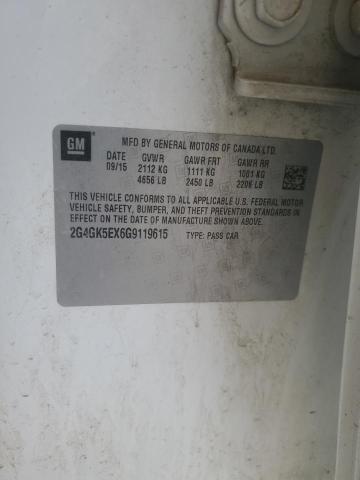 GM
MFD BY GENERAL MOTORS OF CANADA LTD.
DATE GVWR GAWR FRT GAWR RR
09/15 2112 KG 1111 KG 1001 KG
4656 LB 2450 LB 2206 LB
THIS VEHICLE CONFORMS TO ALL APPLICABLE U.S. FEDERAL MOTOR
VEHICLE SAFETY, BUMPER, AND THEFT PREVENTION STANDARDS
IN EFFECT ON THE DATE OF MANUFACTURE SHOWN ABOVE.
2G4GK5EX6G9119615 TYPE: PASS CAR